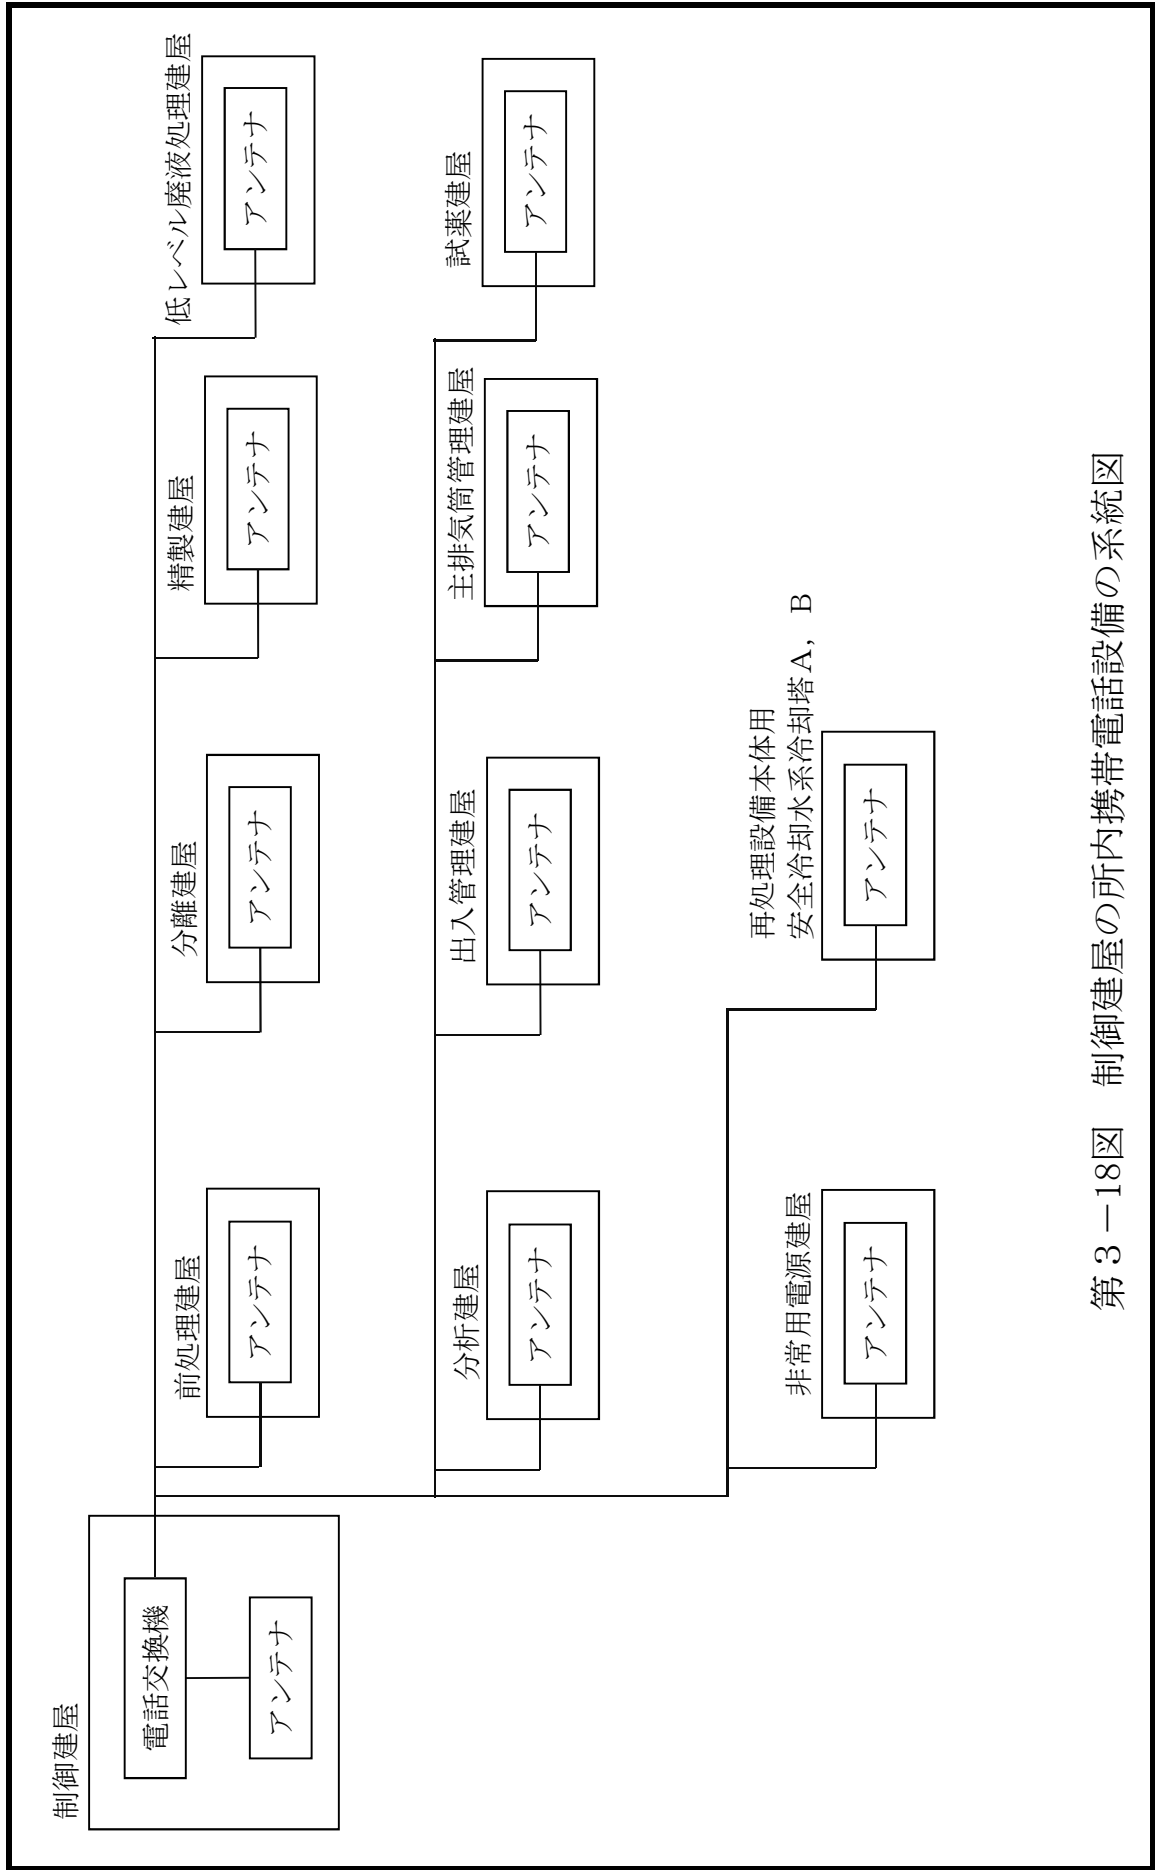 制御建屋
電話交換機
アンテナ
前処理建屋
アンテナ
分離建屋
アンテナ
精製建屋
アンテナ
低レベル廃液処理建屋
アンテナ
分析建屋
アンテナ
出入管理建屋
アンテナ
主排気筒管理建屋
アンテナ
試薬建屋
アンテナ
非常用電源建屋
アンテナ
再処理設備本体用
安全冷却水系冷却塔A, B
アンテナ
第3-18図 制御建屋の所内携帯電話設備の系統図